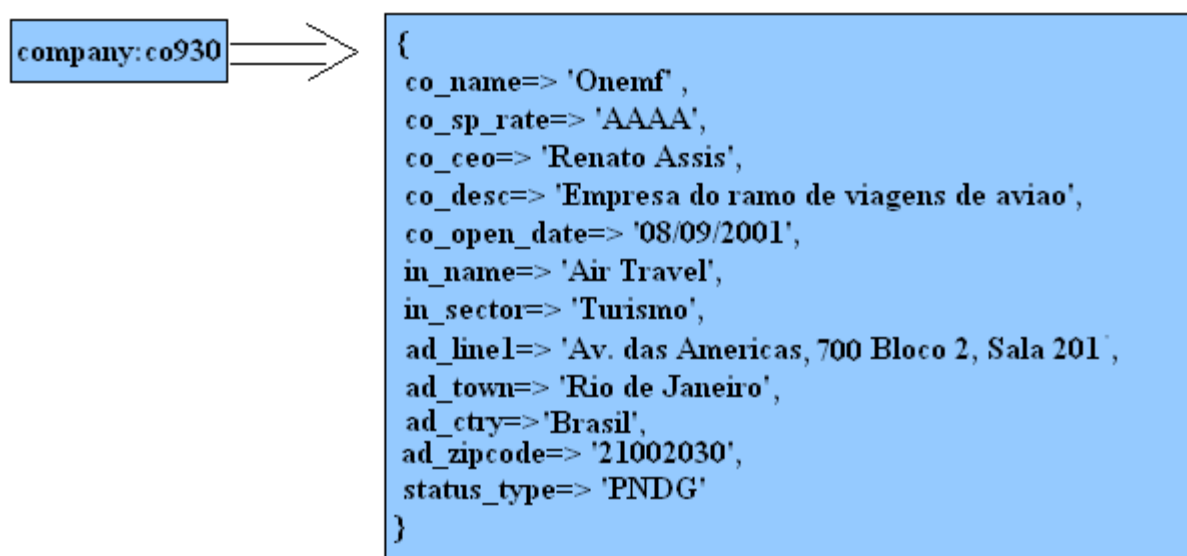 company:co930
{
co_name=> 'Onemf' ,
co_sp_rate=> 'AAAA',
co_ceo=> 'Renato Assis',
co_desc=> 'Empresa do ramo de viagens de aviao',
co_open_date=> '08/09/2001',
in_name=> 'Air Travel',
in_sector=> 'Turismo',
ad_line1=> 'Av. das Americas, 700 Bloco 2, Sala 201',
ad_town=> 'Rio de Janeiro',
ad_ctry=>'Brasil',
ad_zipcode=> '21002030',
status_type=> 'PNDG'
}